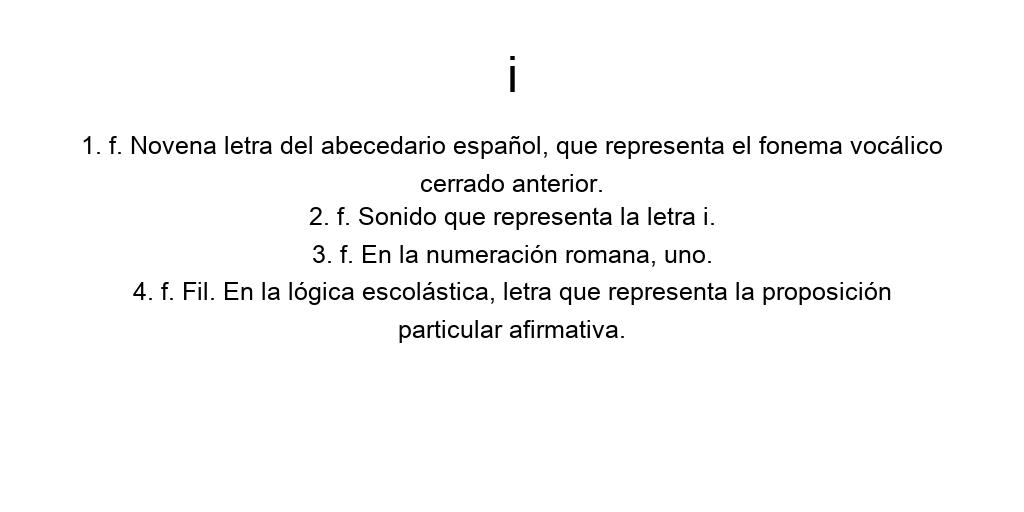 i
1. f. Novena letra del abecedario español, que representa el fonema vocálico
cerrado anterior.
2. f. Sonido que representa la letra i.
3. f. En la numeración romana, uno.
4. f. Fil. En la lógica escolástica, letra que representa la proposición
particular afirmativa.